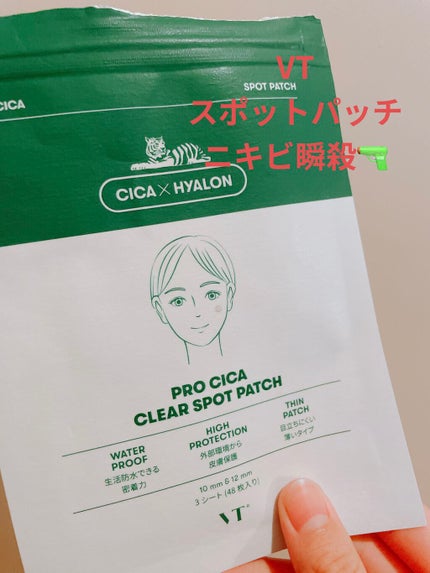 CICA
SPOT PATCH
VT
スポットパッチ
ニキビ瞬殺🔫
CICA×HYALON
PRO CICA
CLEAR SPOT PATCH
WATER
PROOF
生活防水できる
密着力
HIGH
PROTECTION
外部環境から
皮膚保護
THIN
PATCH
目立ちにくい
薄いタイプ
10 mm & 12 mm
3 シート (48 枚入り)
VT®